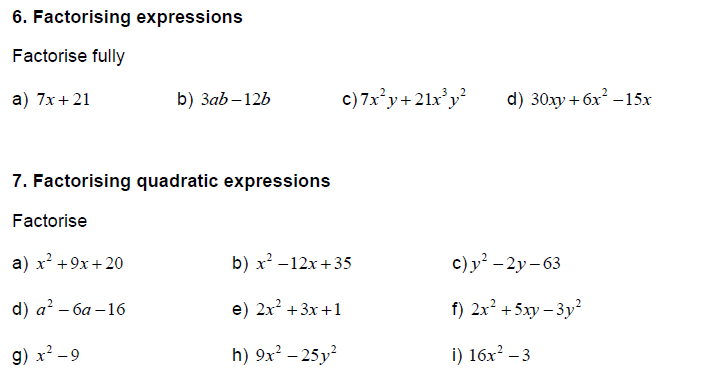 6. Factorising expressions
Factorise fully
a) 7x + 21 b) 3ab – 12b c) 7x²y + 21x³y² d) 30xy + 6x² – 15x
7. Factorising quadratic expressions
Factorise
a) x² + 9x + 20 b) x² – 12x + 35 c) y² – 2y – 63
d) a² – 6a – 16 e) 2x² + 3x + 1 f) 2x² + 5xy – 3y²
g) x² – 9 h) 9x² – 25y² i) 16x² – 3